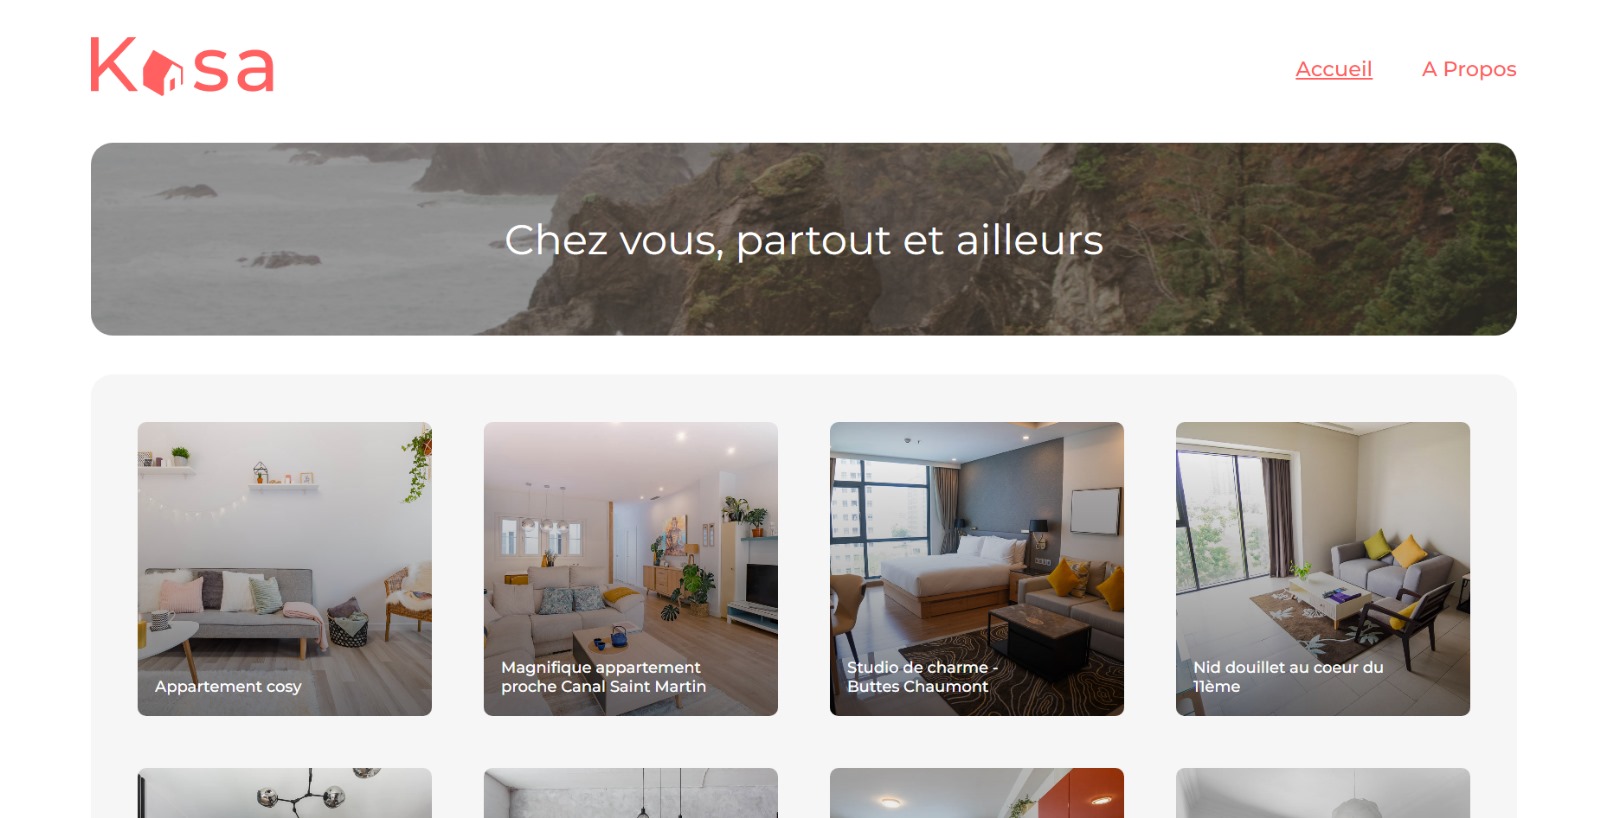 Kasa
Accueil
A Propos
Chez vous, partout et ailleurs
Appartement cosy
Magnifique appartement
proche Canal Saint Martin
Studio de charme -
Buttes Chaumont
Nid douillet au coeur du
11ème